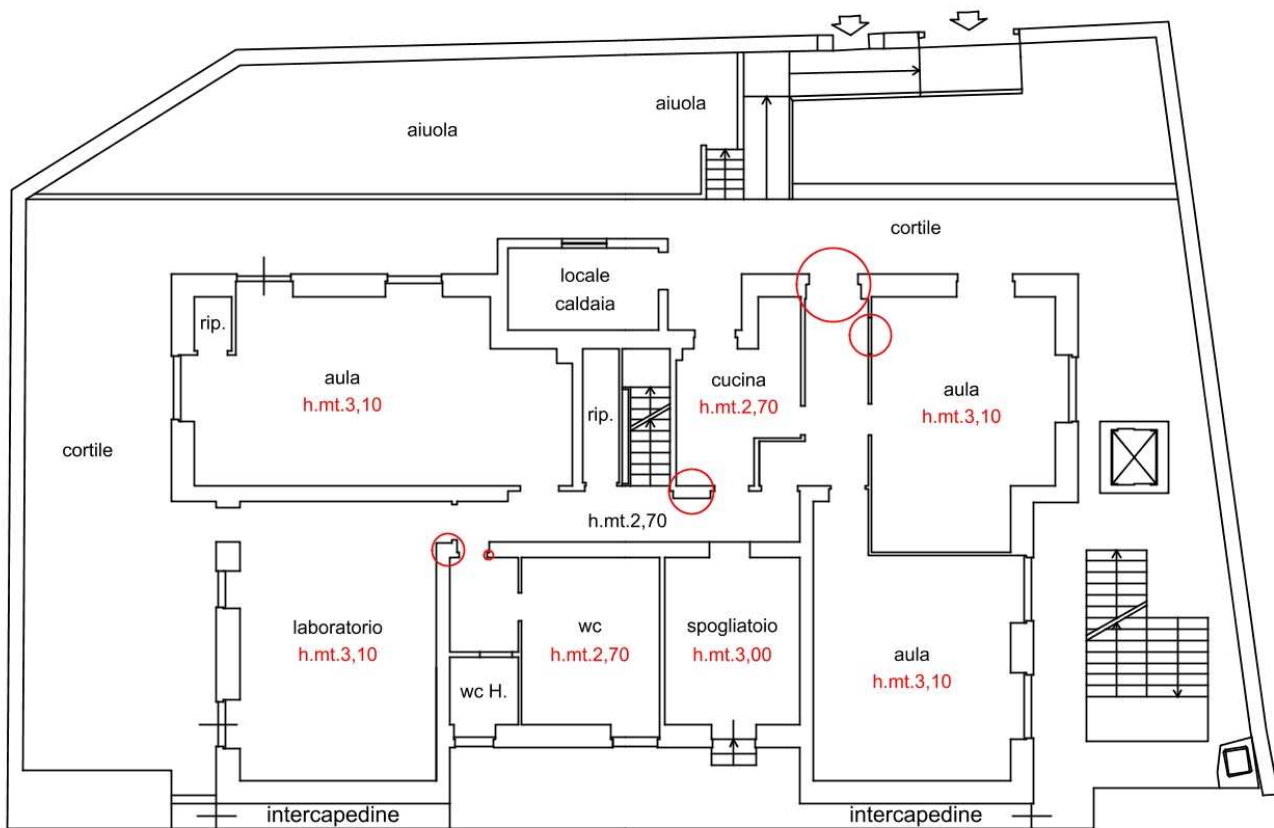 aiuola
aiuola
cortile
locale
caldaia
rip.
aula
h.mt.3,10
cucina
h.mt.2,70
aula
h.mt.3,10
rip.
cortile
h.mt.2,70
laboratorio
h.mt.3,10
wc
h.mt.2,70
spogliatoio
h.mt.3,00
aula
h.mt.3,10
wc H.
intercapedine
intercapedine